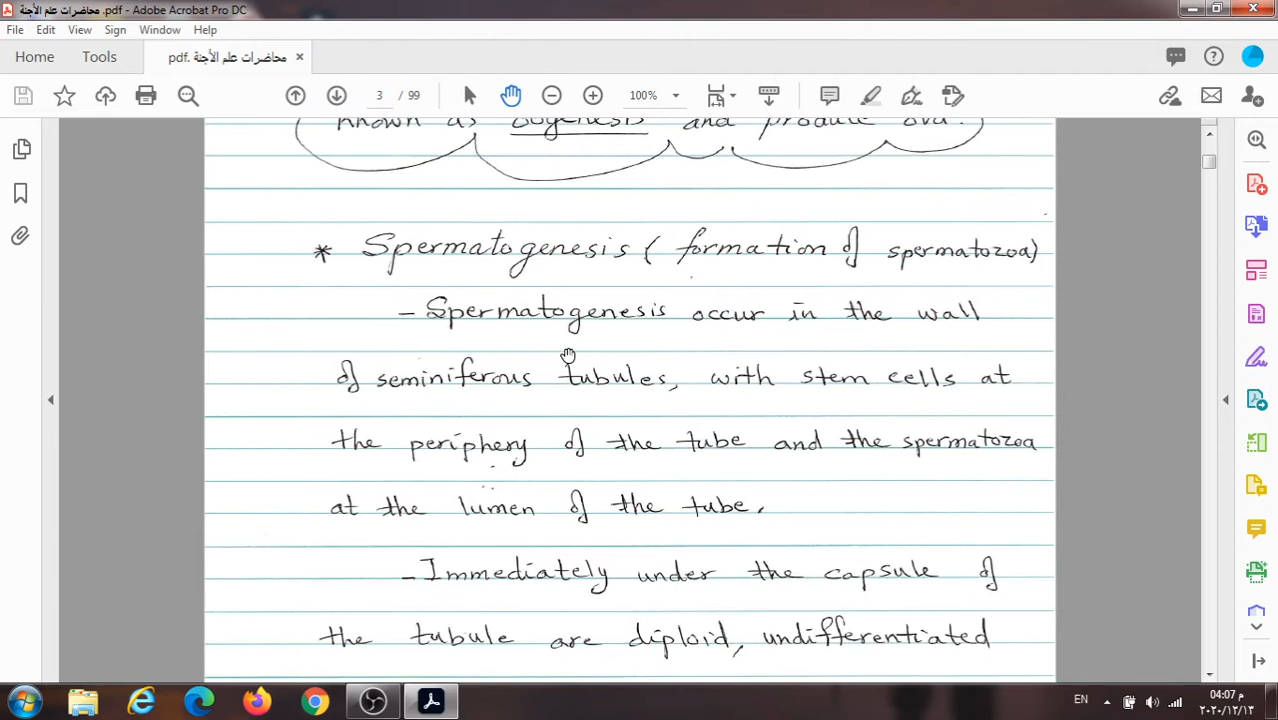 محاضرات علم الأجنة .pdf - Adobe Acrobat Pro DC
File Edit View Sign Window Help
Home Tools محاضرات علم الأجنة .pdf ×
3 / 99 100%
known as oogenesis and produce ova.
* Spermatogenesis ( formation of spermatozoa)
- Spermatogenesis occur in the wall
of seminiferous tubules, with stem cells at
the periphery of the tube and the spermatozoa
at the lumen of the tube.
- Immediately under the capsule of
the tubule are diploid, undifferentiated
EN 04:07 م
٢٠٢٠/١٢/١٣